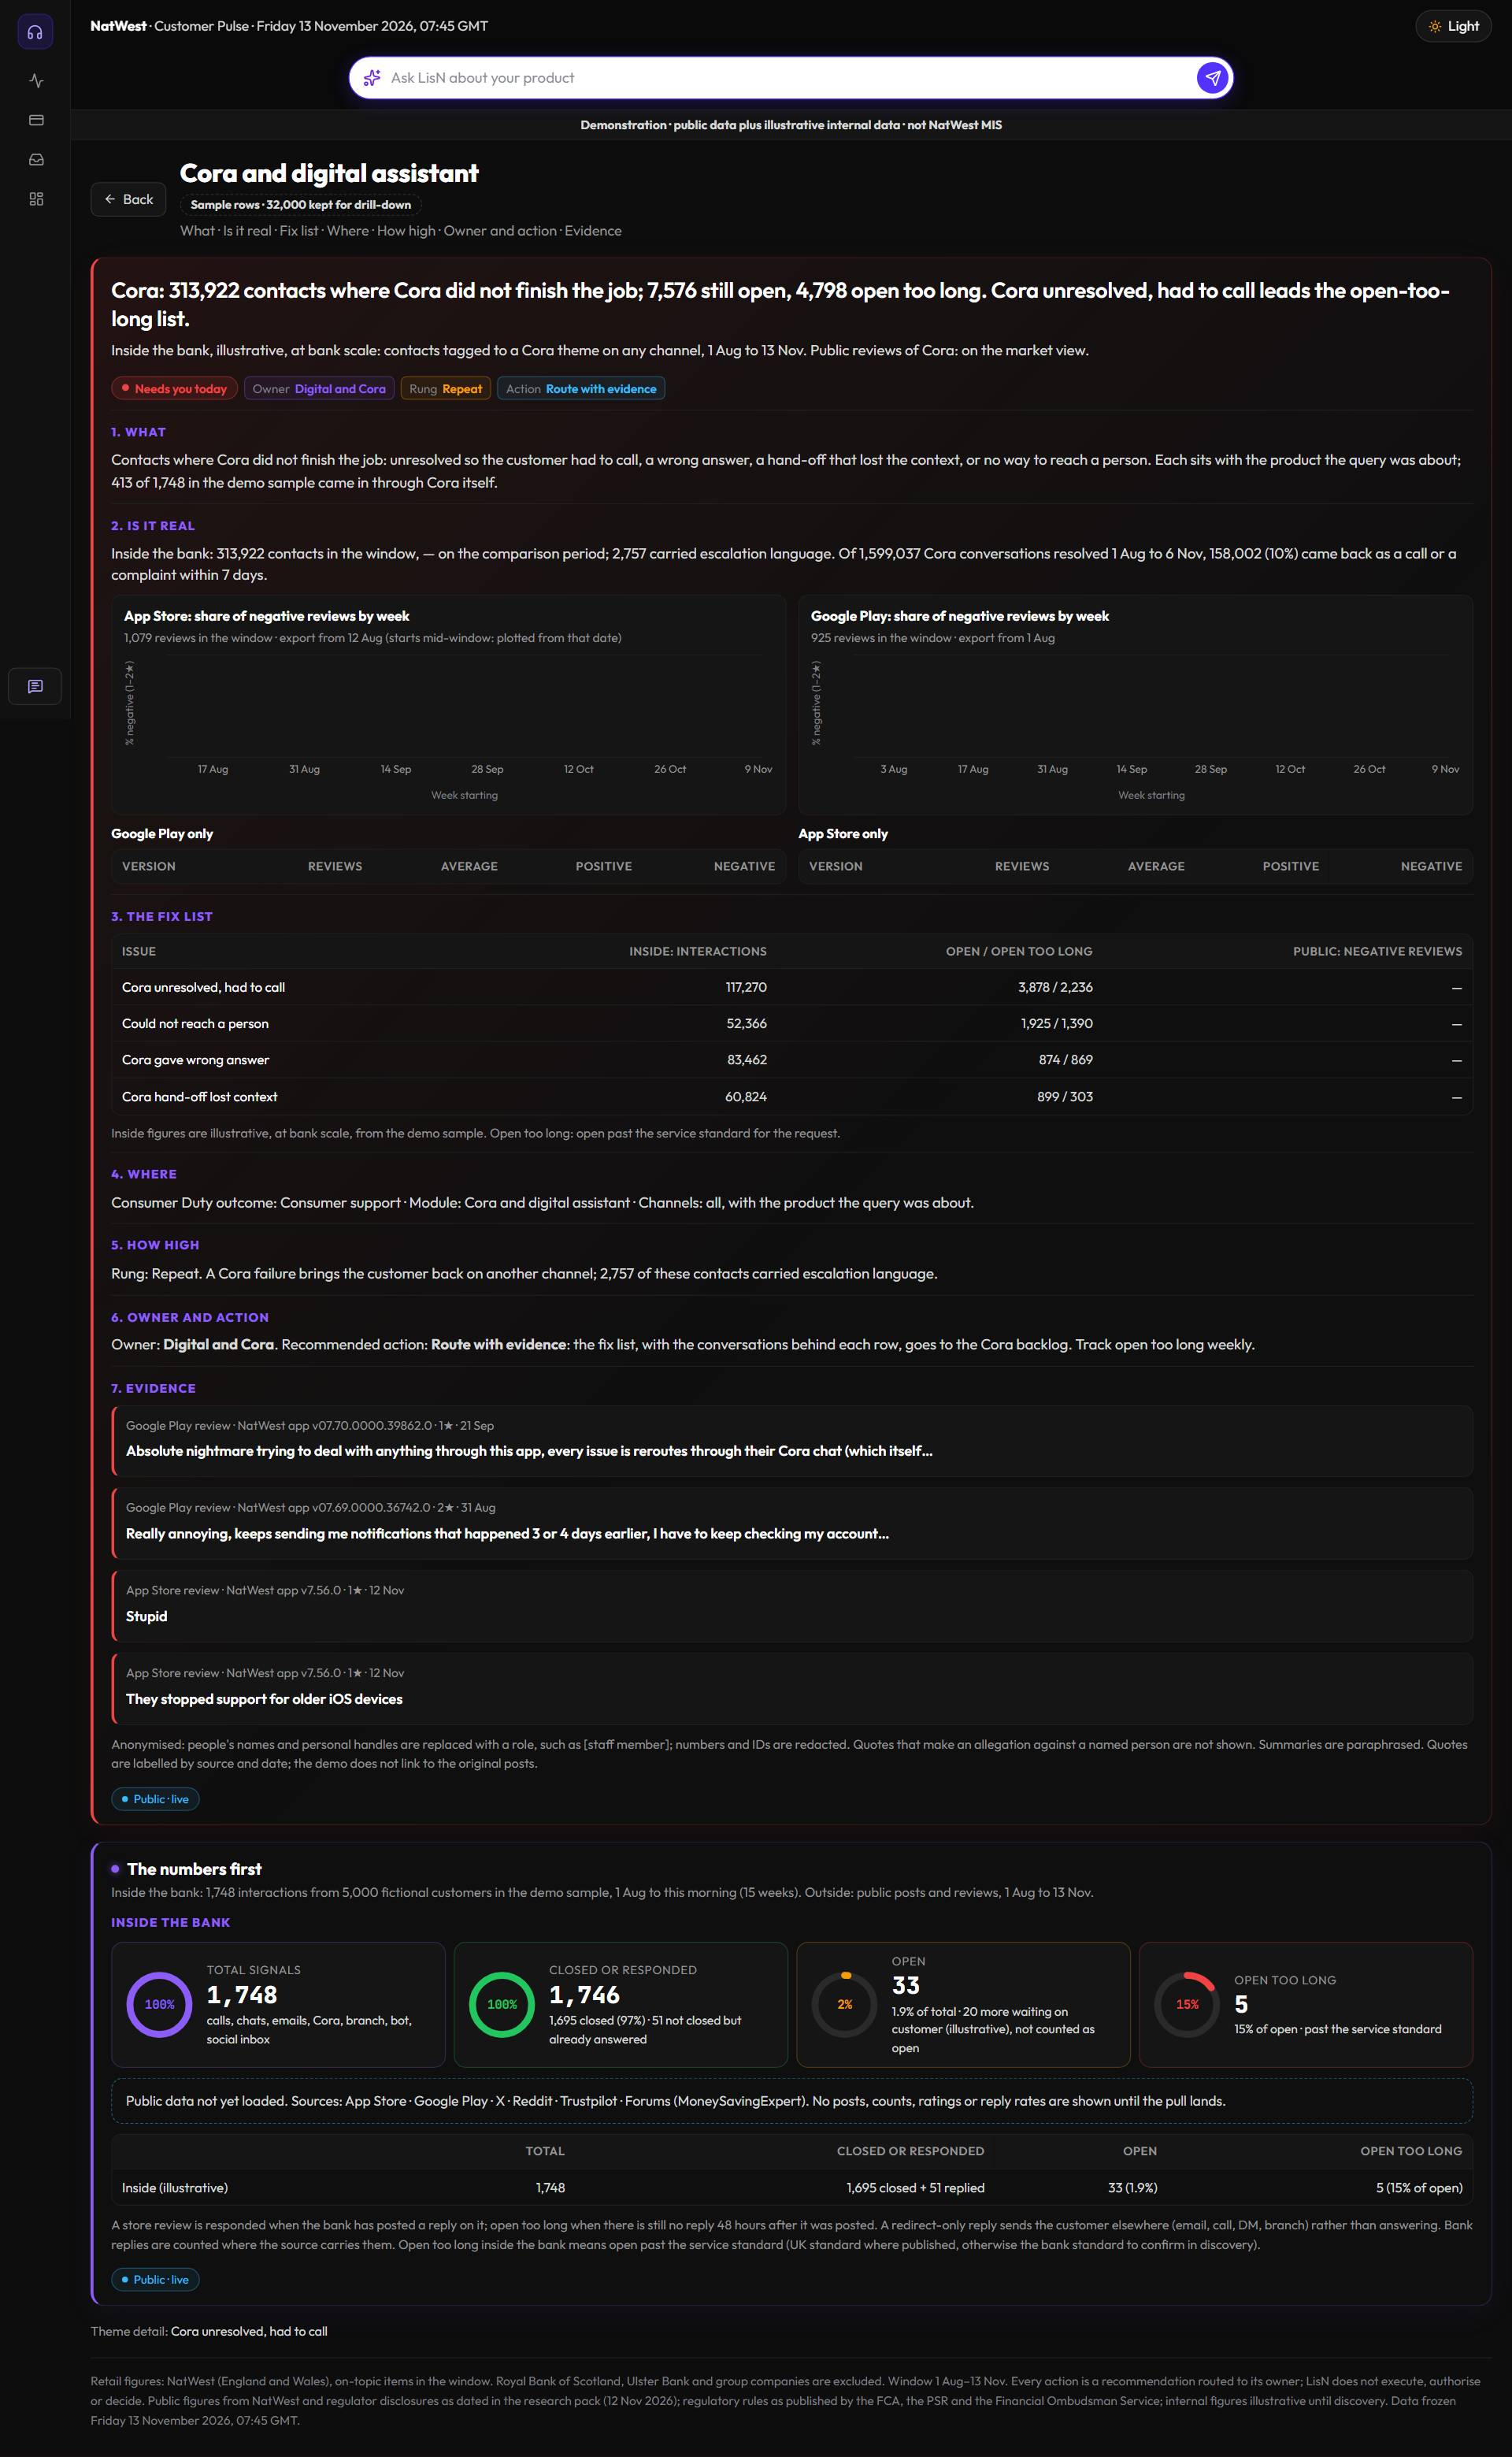 NatWest · Customer Pulse · Friday 13 November 2026, 07:45 GMT
Light
Ask LisN about your product
Demonstration · public data plus illustrative internal data · not NatWest MIS
Back
Cora and digital assistant
Sample rows · 32,000 kept for drill-down
What · Is it real · Fix list · Where · How high · Owner and action · Evidence
Cora: 313,922 contacts where Cora did not finish the job; 7,576 still open, 4,798 open too long. Cora unresolved, had to call leads the open-too-
long list.
Inside the bank, illustrative, at bank scale: contacts tagged to a Cora theme on any channel, 1 Aug to 13 Nov. Public reviews of Cora: on the market view.
Needs you today
Owner Digital and Cora
Rung Repeat
Action Route with evidence
1. WHAT
Contacts where Cora did not finish the job: unresolved so the customer had to call, a wrong answer, a hand-off that lost the context, or no way to reach a person. Each sits with the product the query was about;
413 of 1,748 in the demo sample came in through Cora itself.
2. IS IT REAL
Inside the bank: 313,922 contacts in the window, — on the comparison period; 2,757 carried escalation language. Of 1,599,037 Cora conversations resolved 1 Aug to 6 Nov, 158,002 (10%) came back as a call or a
complaint within 7 days.
App Store: share of negative reviews by week
1,079 reviews in the window · export from 12 Aug (starts mid-window: plotted from that date)
% negative (1–2★)
17 Aug 31 Aug 14 Sep 28 Sep 12 Oct 26 Oct 9 Nov
Week starting
Google Play: share of negative reviews by week
925 reviews in the window · export from 1 Aug
% negative (1–2★)
3 Aug 17 Aug 31 Aug 14 Sep 28 Sep 12 Oct 26 Oct 9 Nov
Week starting
Google Play only
VERSION REVIEWS AVERAGE POSITIVE NEGATIVE
App Store only
VERSION REVIEWS AVERAGE POSITIVE NEGATIVE
3. THE FIX LIST
ISSUE INSIDE: INTERACTIONS OPEN / OPEN TOO LONG PUBLIC: NEGATIVE REVIEWS
Cora unresolved, had to call 117,270 3,878 / 2,236 —
Could not reach a person 52,366 1,925 / 1,390 —
Cora gave wrong answer 83,462 874 / 869 —
Cora hand-off lost context 60,824 899 / 303 —
Inside figures are illustrative, at bank scale, from the demo sample. Open too long: open past the service standard for the request.
4. WHERE
Consumer Duty outcome: Consumer support · Module: Cora and digital assistant · Channels: all, with the product the query was about.
5. HOW HIGH
Rung: Repeat. A Cora failure brings the customer back on another channel; 2,757 of these contacts carried escalation language.
6. OWNER AND ACTION
Owner: Digital and Cora. Recommended action: Route with evidence: the fix list, with the conversations behind each row, goes to the Cora backlog. Track open too long weekly.
7. EVIDENCE
Google Play review · NatWest app v07.70.0000.39862.0 · 1★ · 21 Sep
Absolute nightmare trying to deal with anything through this app, every issue is reroutes through their Cora chat (which itself…
Google Play review · NatWest app v07.69.0000.36742.0 · 2★ · 31 Aug
Really annoying, keeps sending me notifications that happened 3 or 4 days earlier, I have to keep checking my account…
App Store review · NatWest app v7.56.0 · 1★ · 12 Nov
Stupid
App Store review · NatWest app v7.56.0 · 1★ · 12 Nov
They stopped support for older iOS devices
Anonymised: people's names and personal handles are replaced with a role, such as [staff member]; numbers and IDs are redacted. Quotes that make an allegation against a named person are not shown. Summaries are paraphrased. Quotes
are labelled by source and date; the demo does not link to the original posts.
Public · live
The numbers first
Inside the bank: 1,748 interactions from 5,000 fictional customers in the demo sample, 1 Aug to this morning (15 weeks). Outside: public posts and reviews, 1 Aug to 13 Nov.
INSIDE THE BANK
100%
TOTAL SIGNALS
1,748
calls, chats, emails, Cora, branch, bot,
social inbox
100%
CLOSED OR RESPONDED
1,746
1,695 closed (97%) · 51 not closed but
already answered
2%
OPEN
33
1.9% of total · 20 more waiting on
customer (illustrative), not counted as
open
15%
OPEN TOO LONG
5
15% of open · past the service standard
Public data not yet loaded. Sources: App Store · Google Play · X · Reddit · Trustpilot · Forums (MoneySavingExpert). No posts, counts, ratings or reply rates are shown until the pull lands.
TOTAL CLOSED OR RESPONDED OPEN OPEN TOO LONG
Inside (illustrative) 1,748 1,695 closed + 51 replied 33 (1.9%) 5 (15% of open)
A store review is responded when the bank has posted a reply on it; open too long when there is still no reply 48 hours after it was posted. A redirect-only reply sends the customer elsewhere (email, call, DM, branch) rather than answering. Bank
replies are counted where the source carries them. Open too long inside the bank means open past the service standard (UK standard where published, otherwise the bank standard to confirm in discovery).
Public · live
Theme detail: Cora unresolved, had to call
Retail figures: NatWest (England and Wales), on-topic items in the window. Royal Bank of Scotland, Ulster Bank and group companies are excluded. Window 1 Aug–13 Nov. Every action is a recommendation routed to its owner; LisN does not execute, authorise
or decide. Public figures from NatWest and regulator disclosures as dated in the research pack (12 Nov 2026); regulatory rules as published by the FCA, the PSR and the Financial Ombudsman Service; internal figures illustrative until discovery. Data frozen
Friday 13 November 2026, 07:45 GMT.